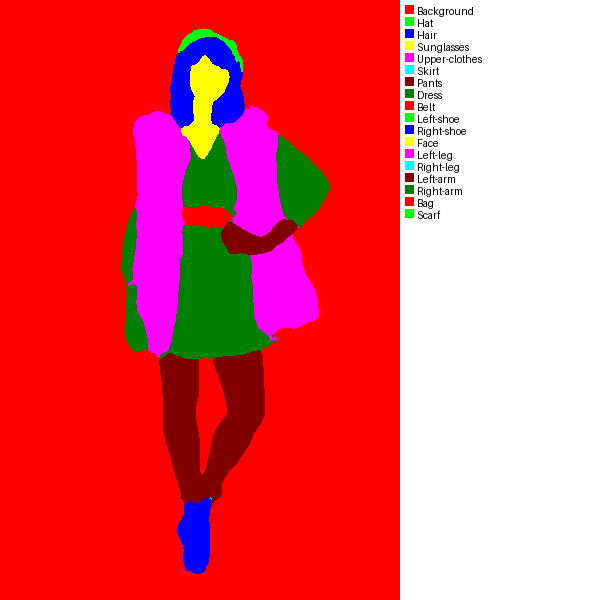 Background
Hat
Hair
Sunglasses
Upper-clothes
Skirt
Pants
Dress
Belt
Left-shoe
Right-shoe
Face
Left-leg
Right-leg
Left-arm
Right-arm
Bag
Scarf